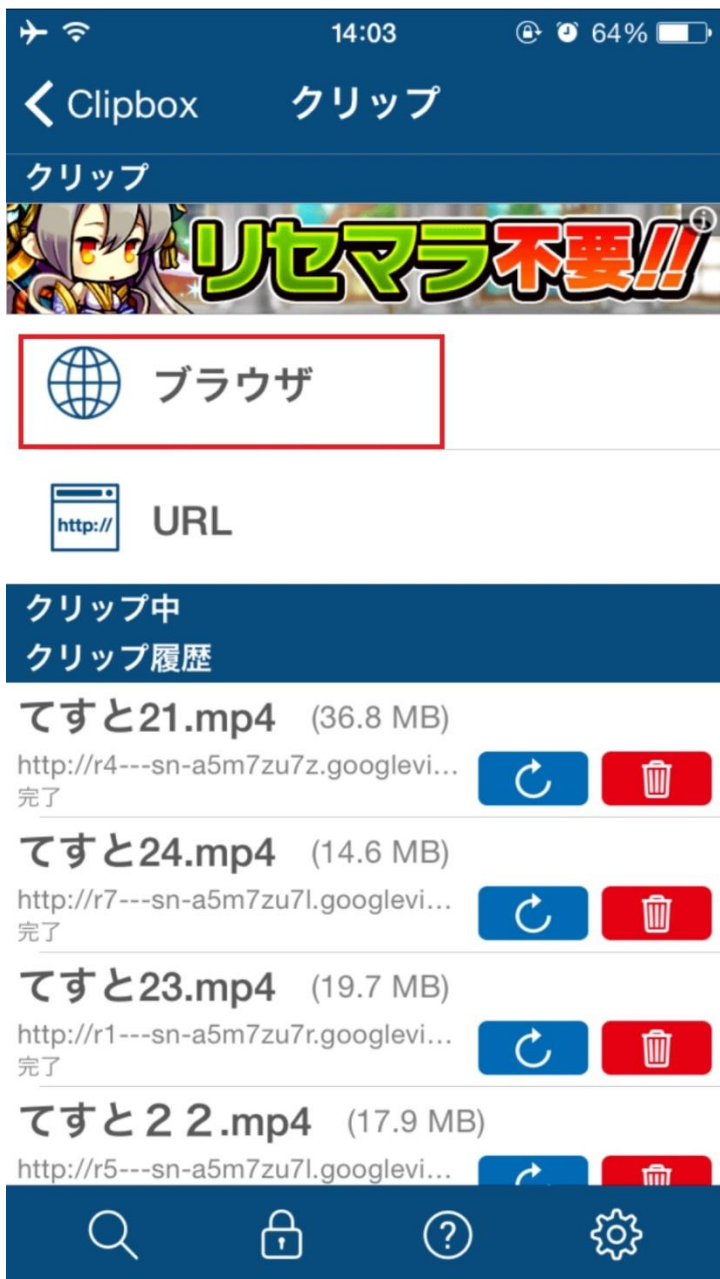 14:03 64%
Clipbox クリップ
クリップ
リセマラ不要!!
ブラウザ
http:// URL
クリップ中
クリップ履歴
てすと21.mp4 (36.8 MB)
http://r4---sn-a5m7zu7z.googlevi...
完了
てすと24.mp4 (14.6 MB)
http://r7---sn-a5m7zu7l.googlevi...
完了
てすと23.mp4 (19.7 MB)
http://r1---sn-a5m7zu7r.googlevi...
完了
てすと２２.mp4 (17.9 MB)
http://r5---sn-a5m7zu7l.googlevi...